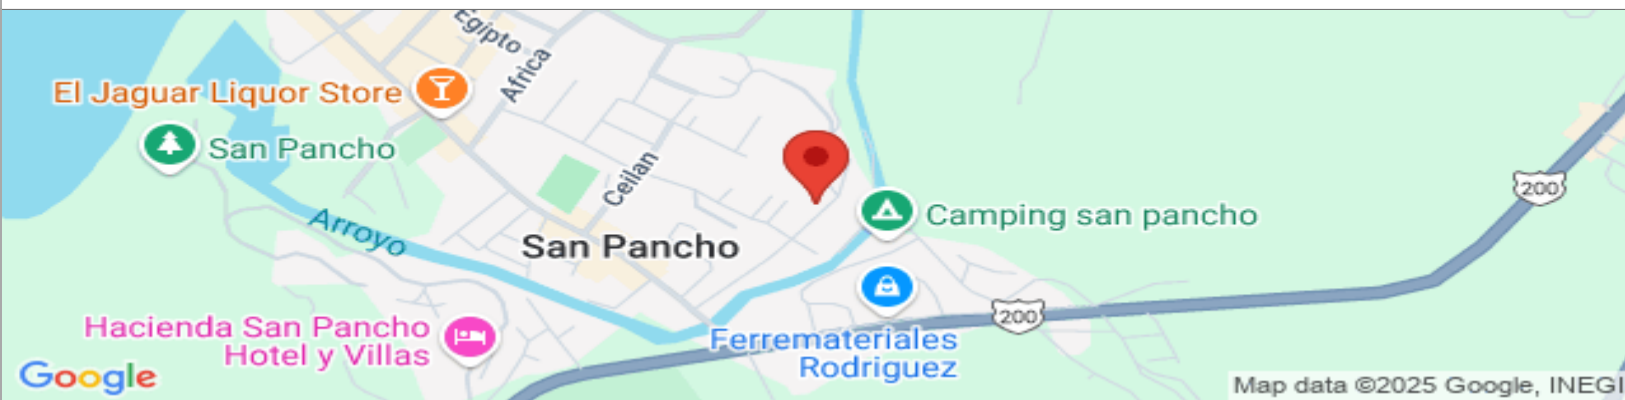 Egipto
Africa
El Jaguar Liquor Store
San Pancho
Ceilan
200
Arroyo
Camping san pancho
San Pancho
200
Hacienda San Pancho
Hotel y Villas
Ferremateriales
Rodriguez
Google
Map data ©2025 Google, INEGI